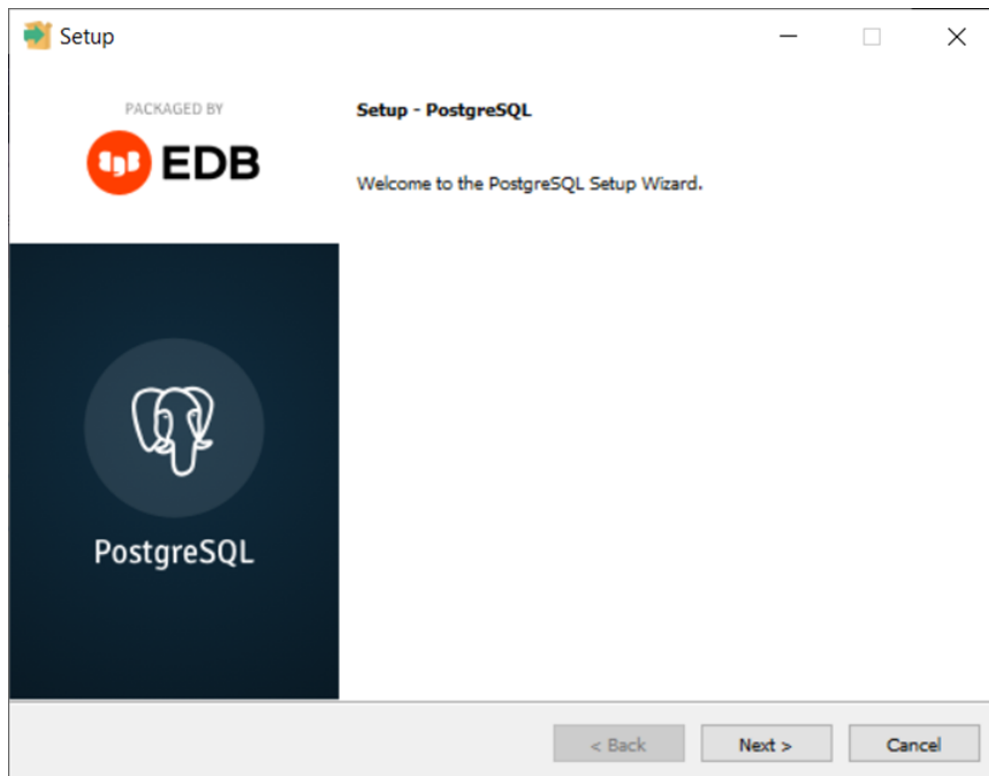 Setup
PACKAGED BY
EDB
Setup - PostgreSQL
Welcome to the PostgreSQL Setup Wizard.
PostgreSQL
< Back
Next >
Cancel